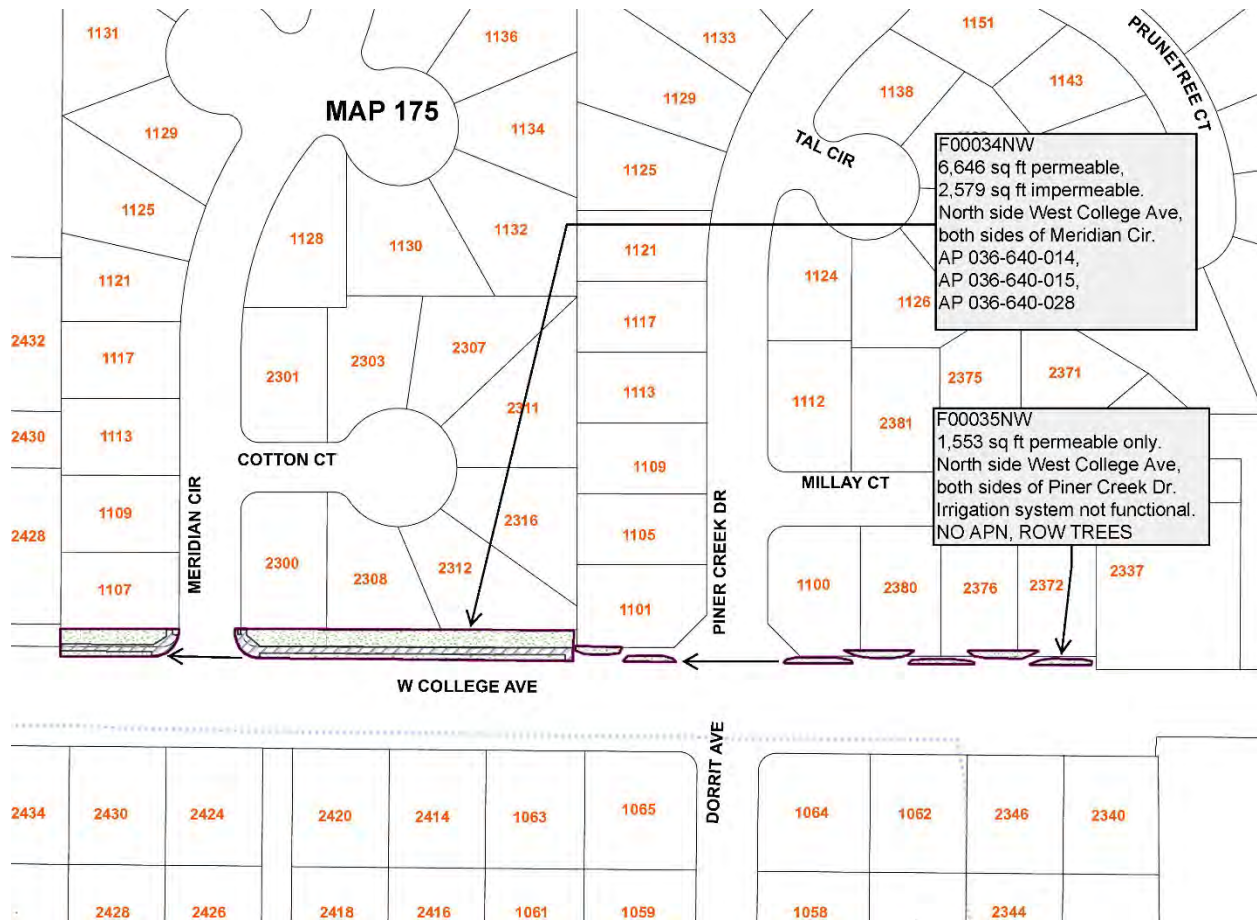 1131
1136
1133
1151
PRUNETREE CT
1143
MAP 175
1129
1138
1129
1134
TAL CIR
1125
1125
F00034NW
6,646 sq ft permeable,
2,579 sq ft impermeable.
North side West College Ave,
both sides of Meridian Cir.
AP 036-640-014,
AP 036-640-015,
AP 036-640-028
1128
1130
1132
1121
1121
1124
1126
2432
1117
2301
2303
2307
1117
2375
2371
2311
1113
1112
2381
2430
1113
COTTON CT
1109
MILLAY CT
F00035NW
1,553 sq ft permeable only.
North side West College Ave,
both sides of Piner Creek Dr.
Irrigation system not functional.
NO APN, ROW TREES
MERIDIAN CIR
PINER CREEK DR
2428
1109
2316
1105
1107
2300
2308
2312
1101
1100
2380
2376
2372
2337
W COLLEGE AVE
DORRIT AVE
2434
2430
2424
2420
2414
1063
1065
1064
1062
2346
2340
2428
2426
2418
2416
1061
1059
1058
2344